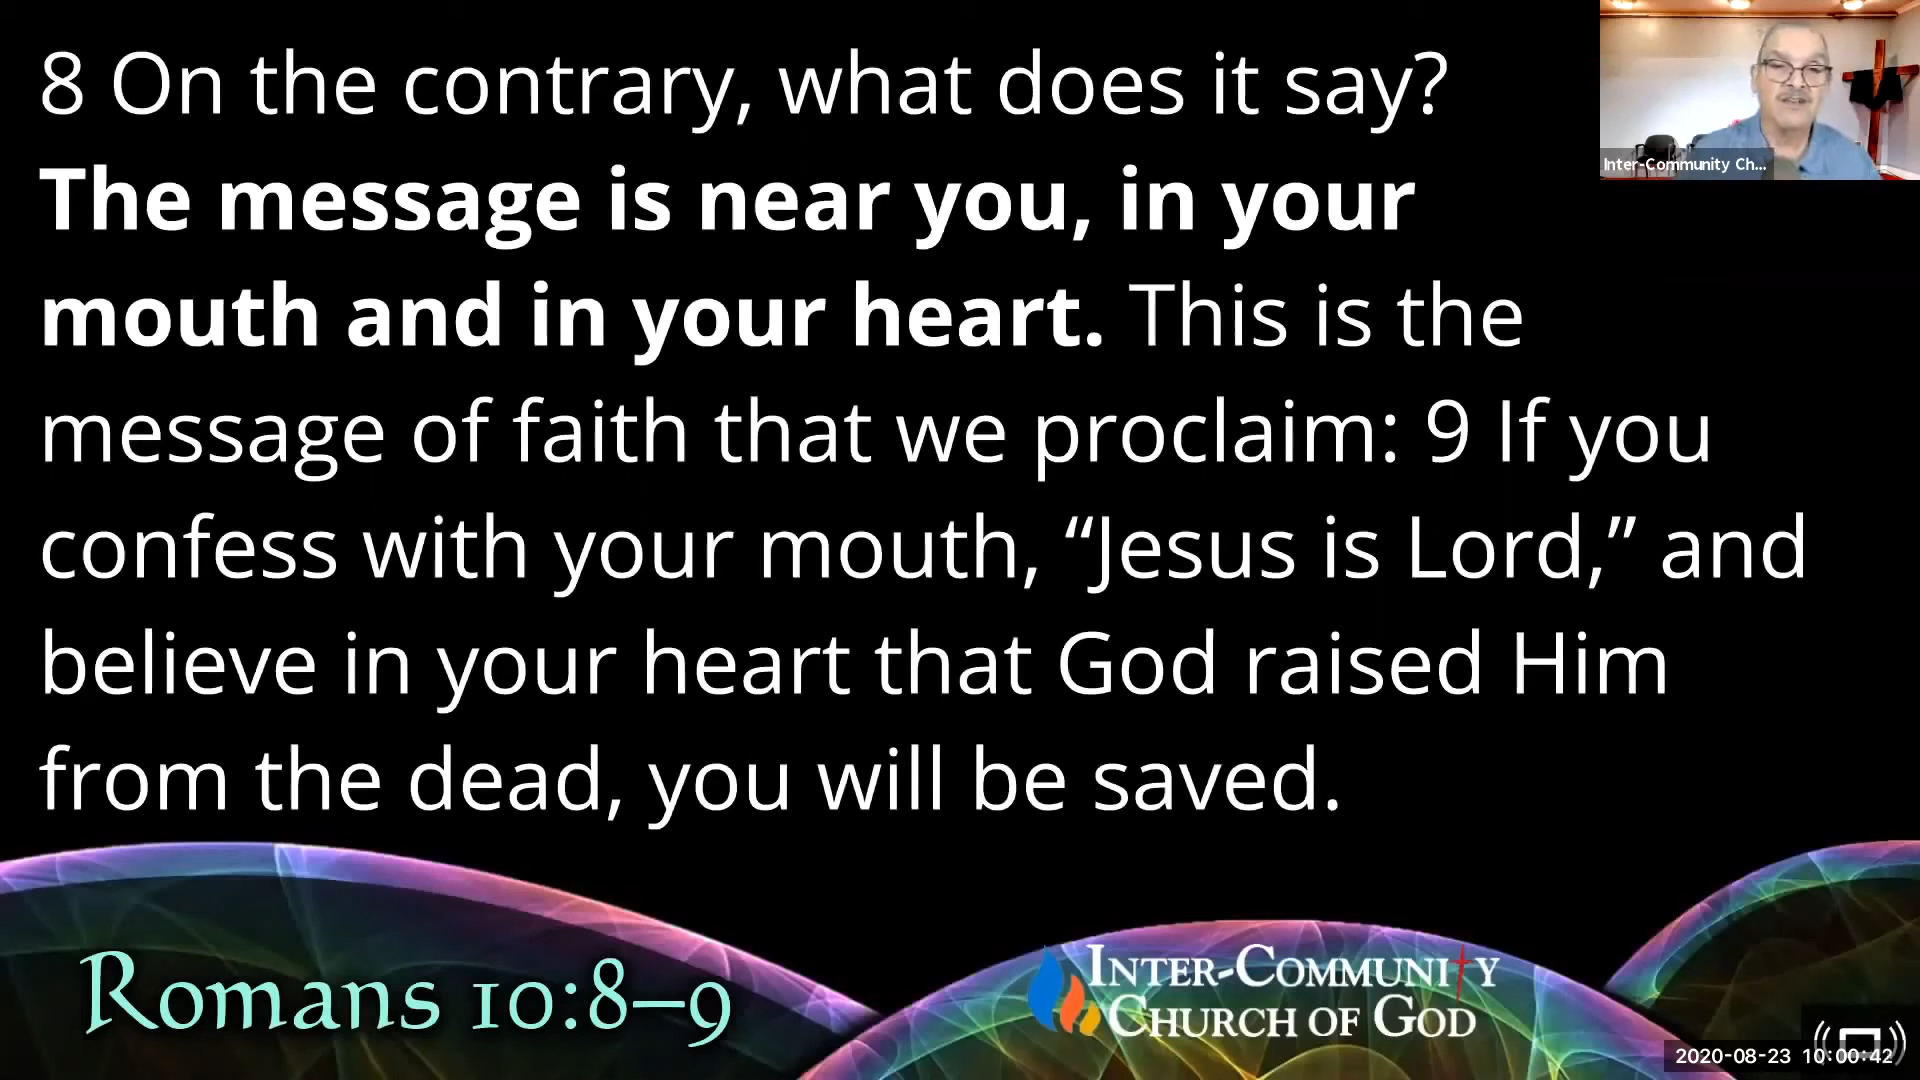 8 On the contrary, what does it say?
The message is near you, in your
mouth and in your heart. This is the
message of faith that we proclaim: 9 If you
confess with your mouth, “Jesus is Lord,” and
believe in your heart that God raised Him
from the dead, you will be saved.
Inter-Community Ch...
Romans 10:8–9
INTER-COMMUNITY
CHURCH OF GOD
2020-08-23 10:00:42